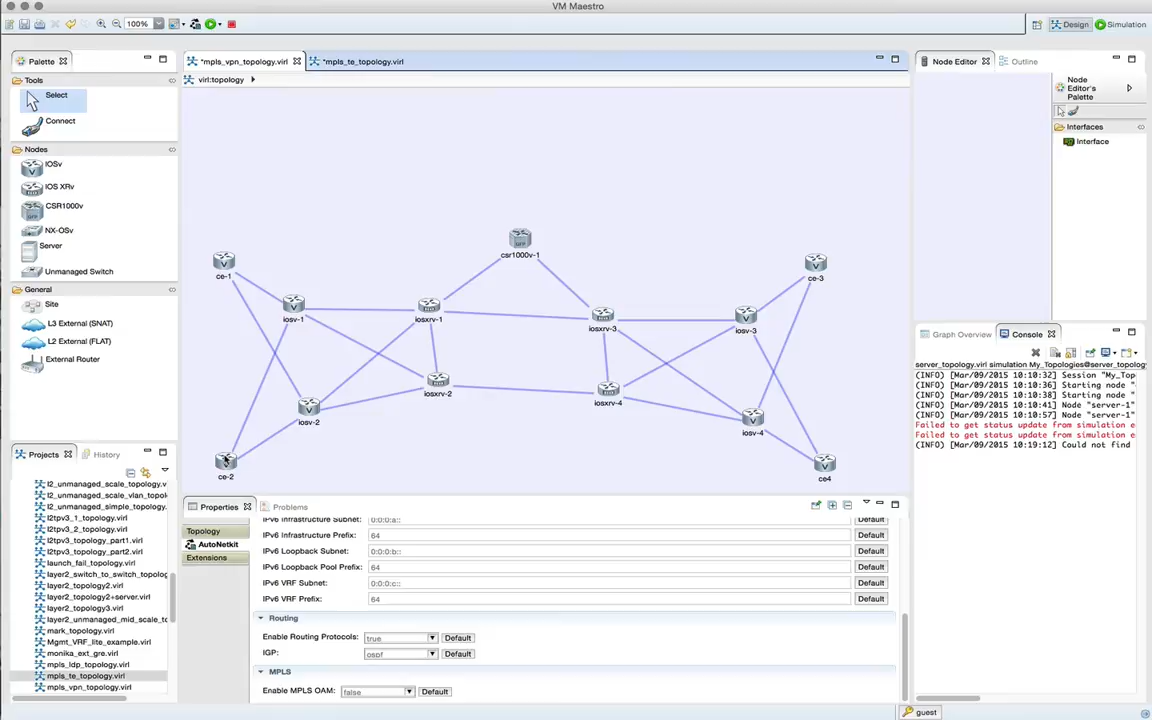 VM Maestro
100%
Design
Simulation
Palette
*mpls_vpn_topology.virl
*mpls_te_topology.virl
Node Editor
Outline
virl:topology
Tools
Select
Connect
Nodes
IOSv
IOS XRv
CSR1000v
NX-OSv
Server
Unmanaged Switch
General
Site
L3 External (SNAT)
L2 External (FLAT)
External Router
Node
Editor's
Palette
Interfaces
Interface
csr1000v-1
ce-1
ce-3
iosv-1
iosxrv-1
iosxrv-3
iosv-3
iosxrv-2
iosxrv-4
iosv-2
iosv-4
ce-2
ce4
Graph Overview
Console
server_topology.virl simulation My_Topologies@server_topology
(INFO) [Mar/09/2015 10:10:32] Session "My_Top
(INFO) [Mar/09/2015 10:10:36] Starting node "
(INFO) [Mar/09/2015 10:10:38] Starting node "
(INFO) [Mar/09/2015 10:10:41] Node "server-1"
(INFO) [Mar/09/2015 10:10:57] Node "server-1"
Failed to get status update from simulation e
Failed to get status update from simulation e
(INFO) [Mar/09/2015 10:19:12] Could not find
Projects
History
l2_unmanaged_scale_topology.v
l2_unmanaged_scale_vlan_topol
l2_unmanaged_simple_topology.
l2tpv3_1_topology.virl
l2tpv3_2_topology.virl
l2tpv3_topology_part1.virl
l2tpv3_topology_part2.virl
launch_fail_topology.virl
layer2_switch_to_switch_topolog
layer2_topology2.virl
layer2_topology2+server.virl
layer2_topology3.virl
layer2_unmanaged_mid_scale_to
mark_topology.virl
Mgmt_VRF_lite_example.virl
monika_ext_gre.virl
mpls_ldp_topology.virl
mpls_te_topology.virl
mpls_vpn_topology.virl
Properties
Problems
Topology
AutoNetkit
Extensions
IPv6 Infrastructure Subnet: 0:0:0:a:: Default
IPv6 Infrastructure Prefix: 64 Default
IPv6 Loopback Subnet: 0:0:0:b:: Default
IPv6 Loopback Pool Prefix: 64 Default
IPv6 VRF Subnet: 0:0:0:c:: Default
IPv6 VRF Prefix: 64 Default
Routing
Enable Routing Protocols: true Default
IGP: ospf Default
MPLS
Enable MPLS OAM: false Default
guest